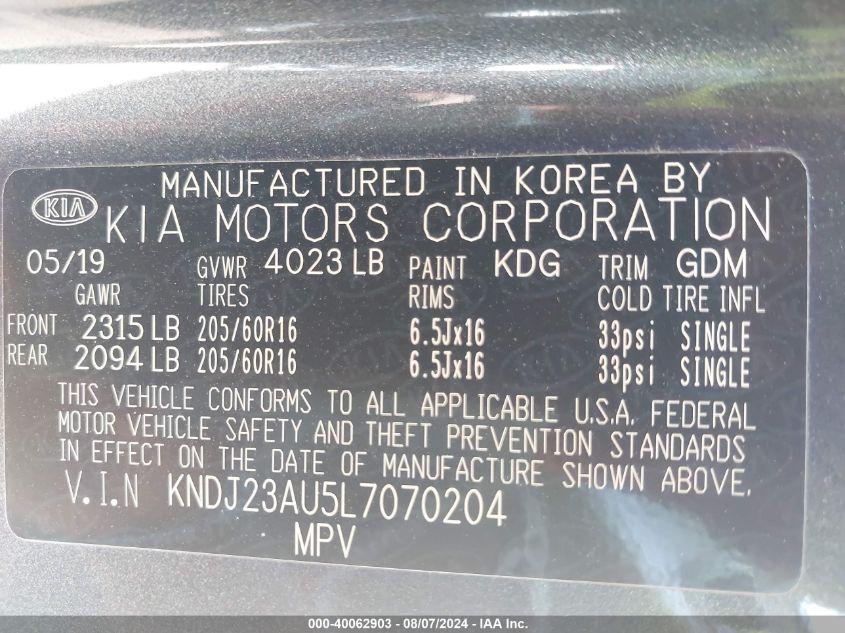 MANUFACTURED IN KOREA BY
KIA KIA MOTORS CORPORATION
05/19 GVWR 4023 LB PAINT KDG TRIM GDM
GAWR TIRES RIMS COLD TIRE INFL
FRONT 2315 LB 205/60R16 6.5Jx16 33psi SINGLE
REAR 2094 LB 205/60R16 6.5Jx16 33psi SINGLE
THIS VEHICLE CONFORMS TO ALL APPLICABLE U.S.A. FEDERAL
MOTOR VEHICLE SAFETY AND THEFT PREVENTION STANDARDS
IN EFFECT ON THE DATE OF MANUFACTURE SHOWN ABOVE.
V.I.N KNDJ23AU5L7070204
MPV
000-40062903 - 08/07/2024 - IAA Inc.